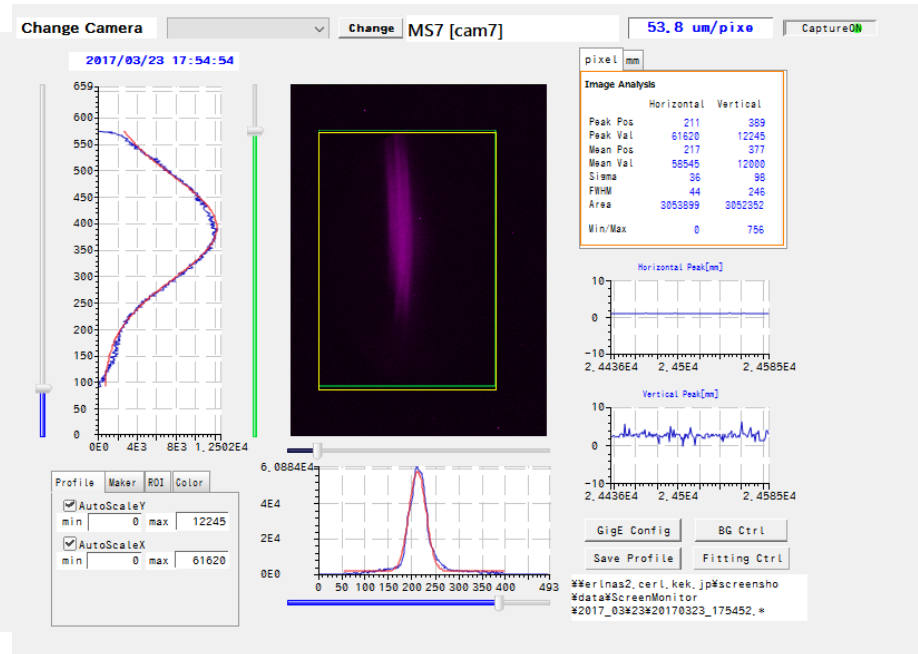 Change Camera Change MS7 [cam7] 53.8 um/pixe CaptureON
2017/03/23 17:54:54
659
600
550
500
450
400
350
300
250
200
150
100
50
0
0E0 4E3 8E3 1.2502E4
pixel mm
Image Analysis
Horizontal Vertical
Peak Pos 211 389
Peak Val 61620 12245
Mean Pos 217 377
Mean Val 58545 12000
Sigma 36 98
FWHM 44 246
Area 3053899 3052352
Min/Max 0 756
Horizontal Peak[mm]
10
0
-10
2.4436E4 2.45E4 2.4585E4
Vertical Peak[mm]
10
0
-10
2.4436E4 2.45E4 2.4585E4
Profile Maker ROI Color
AutoScaleY
min 0 max 12245
AutoScaleX
min 0 max 61620
6.0884E4
4E4
2E4
0E0
0 50 100 150 200 250 300 350 400 493
GigE Config BG Ctrl
Save Profile Fitting Ctrl
¥¥erlnas2.cerl.kek.jp¥screensho
¥data¥ScreenMonitor
¥2017_03¥23¥20170323_175452.*